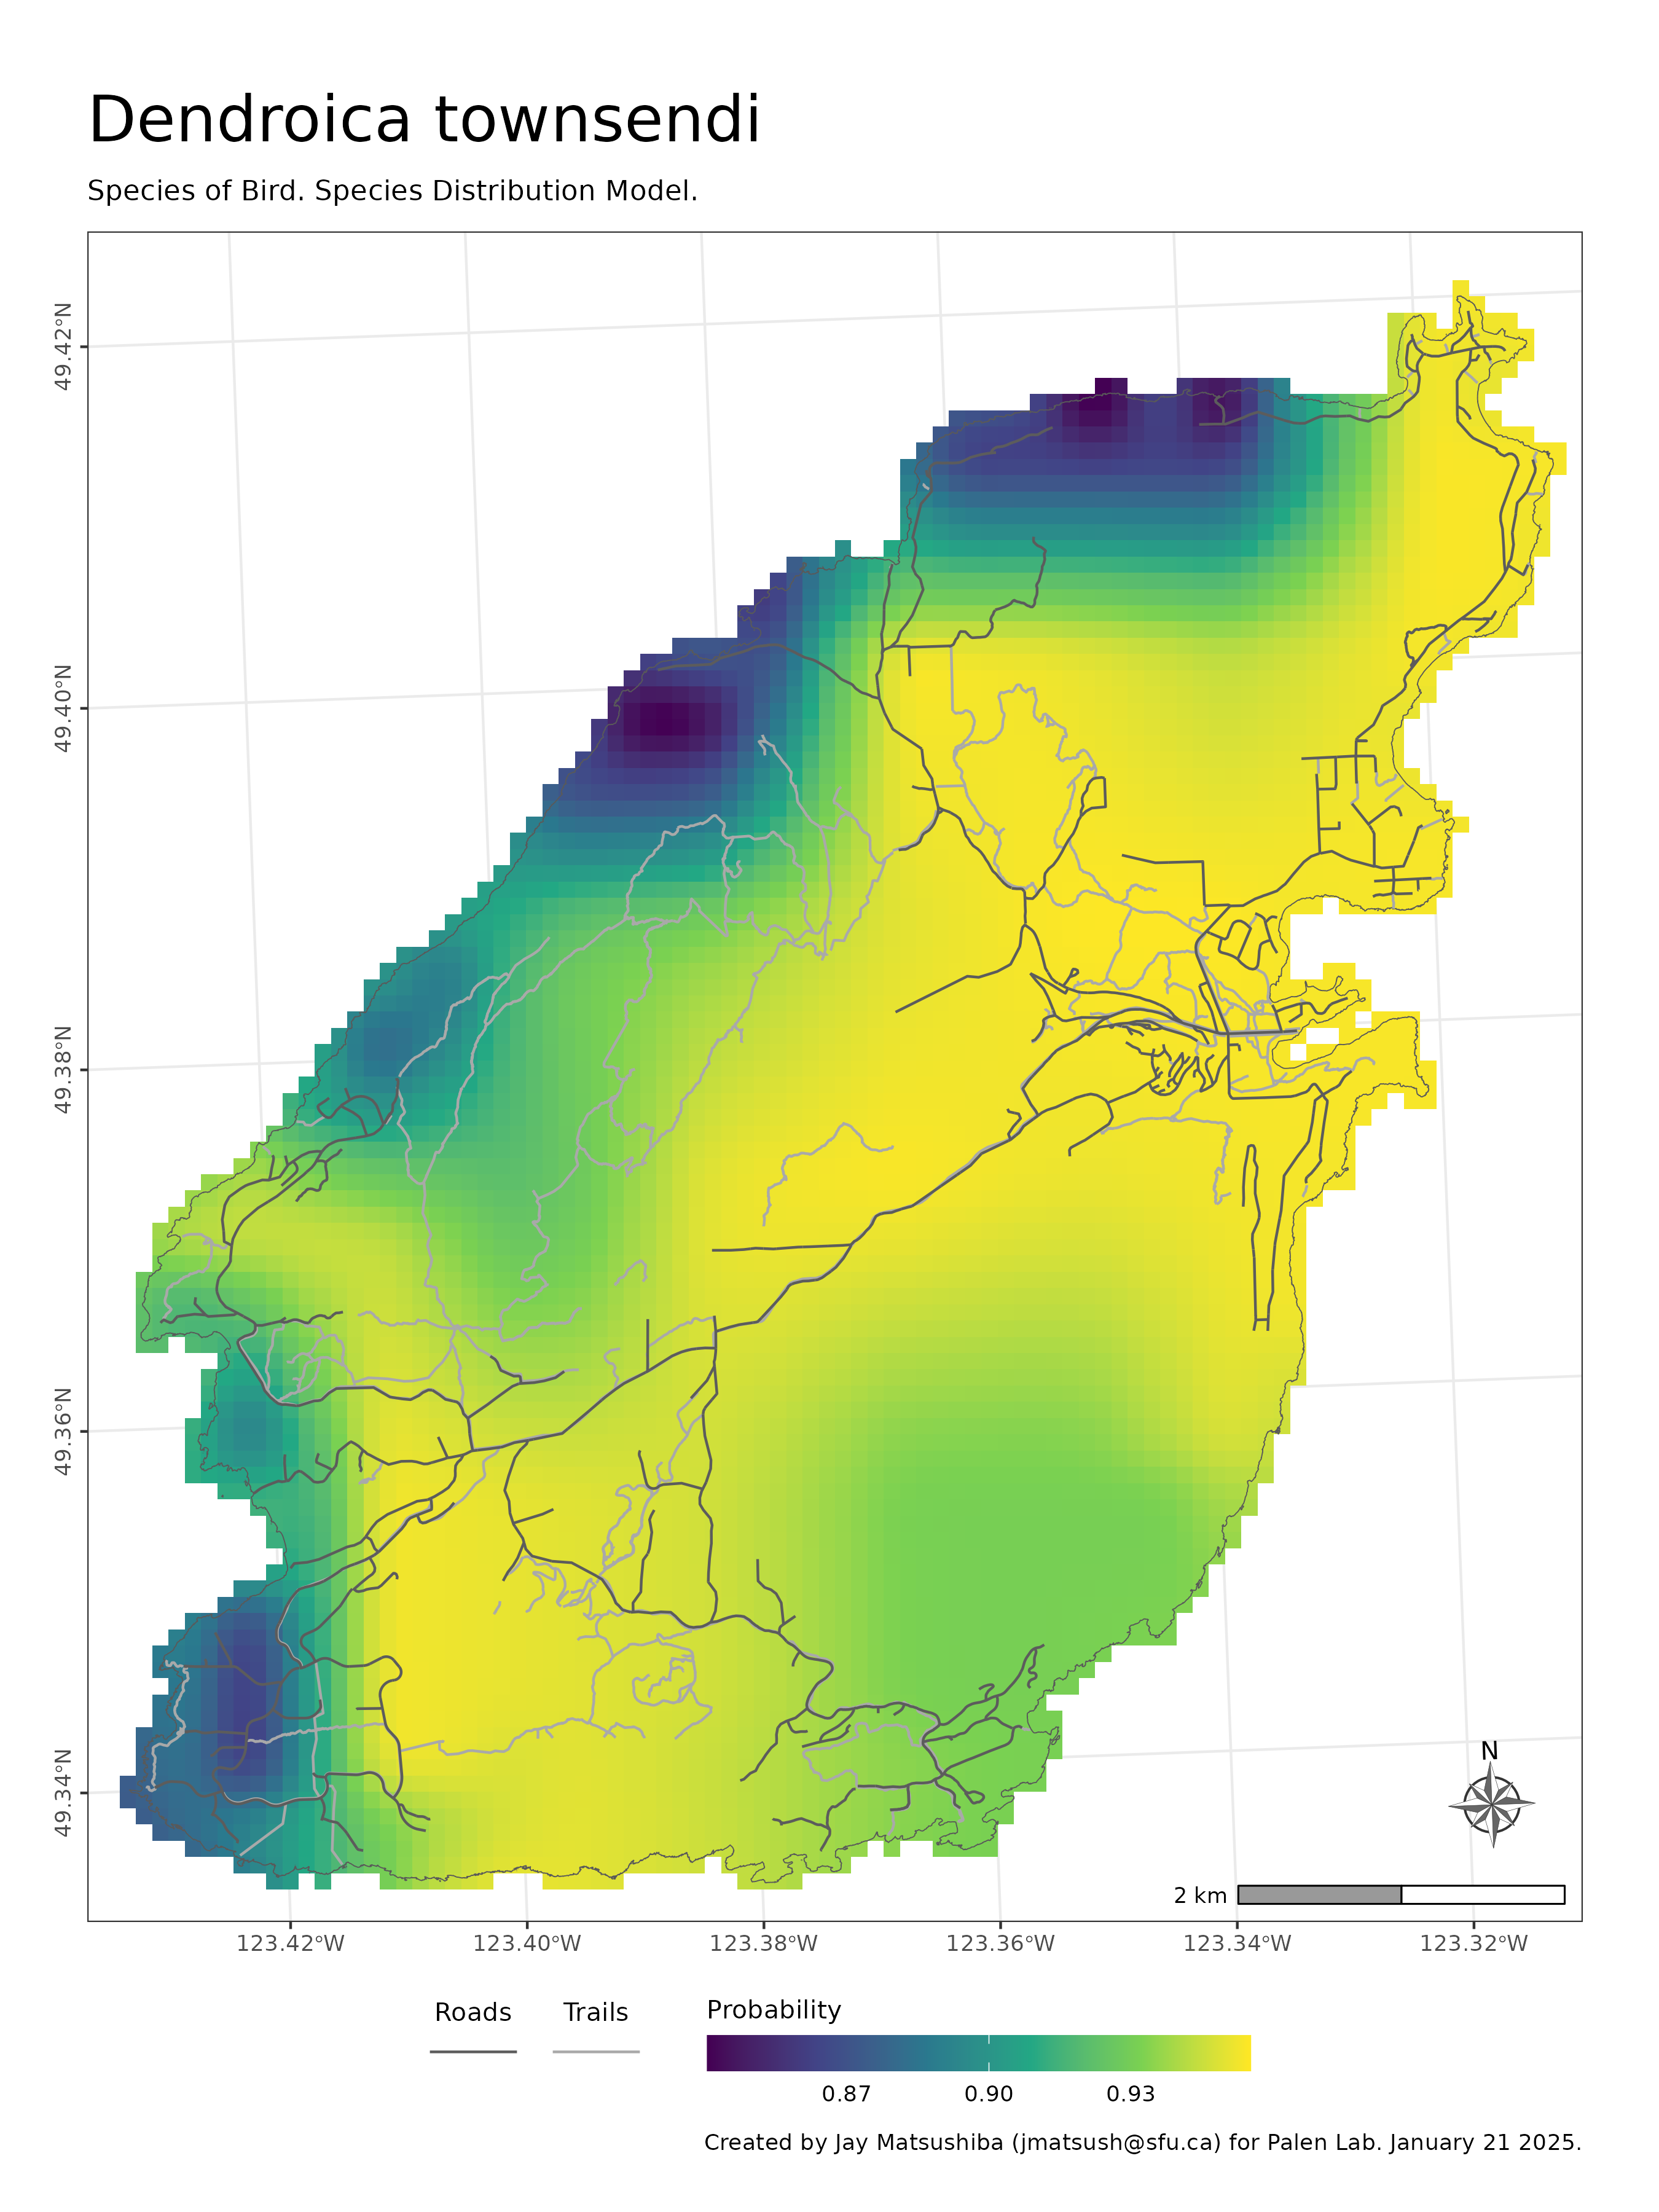 Dendroica townsendi
Species of Bird. Species Distribution Model.
49.42°N
49.40°N
49.38°N
49.36°N
49.34°N
N
2 km
123.42°W 123.40°W 123.38°W 123.36°W 123.34°W 123.32°W
Roads Trails Probability
0.87 0.90 0.93
Created by Jay Matsushiba (jmatsush@sfu.ca) for Palen Lab. January 21 2025.